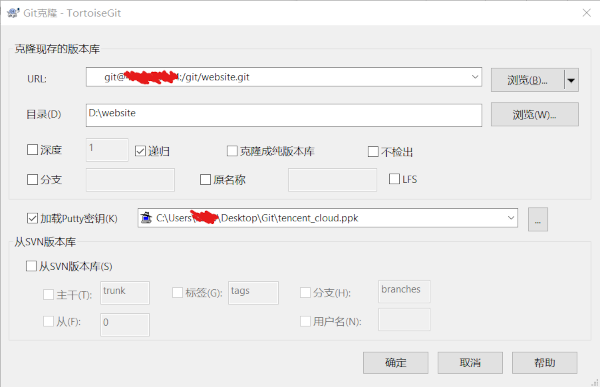 Git克隆 - TortoiseGit
克隆现存的版本库
URL: git@ :/git/website.git 浏览(B)...
目录(D) D:\website 浏览(W)...
深度 1 递归 克隆成纯版本库 不检出
分支 原名称 LFS
加载Putty密钥(K) C:\Users\ \Desktop\Git\tencent_cloud.ppk ...
从SVN版本库
从SVN版本库(S)
主干(T): trunk 标签(G): tags 分支(H): branches
从(F): 0 用户名(N):
确定 取消 帮助